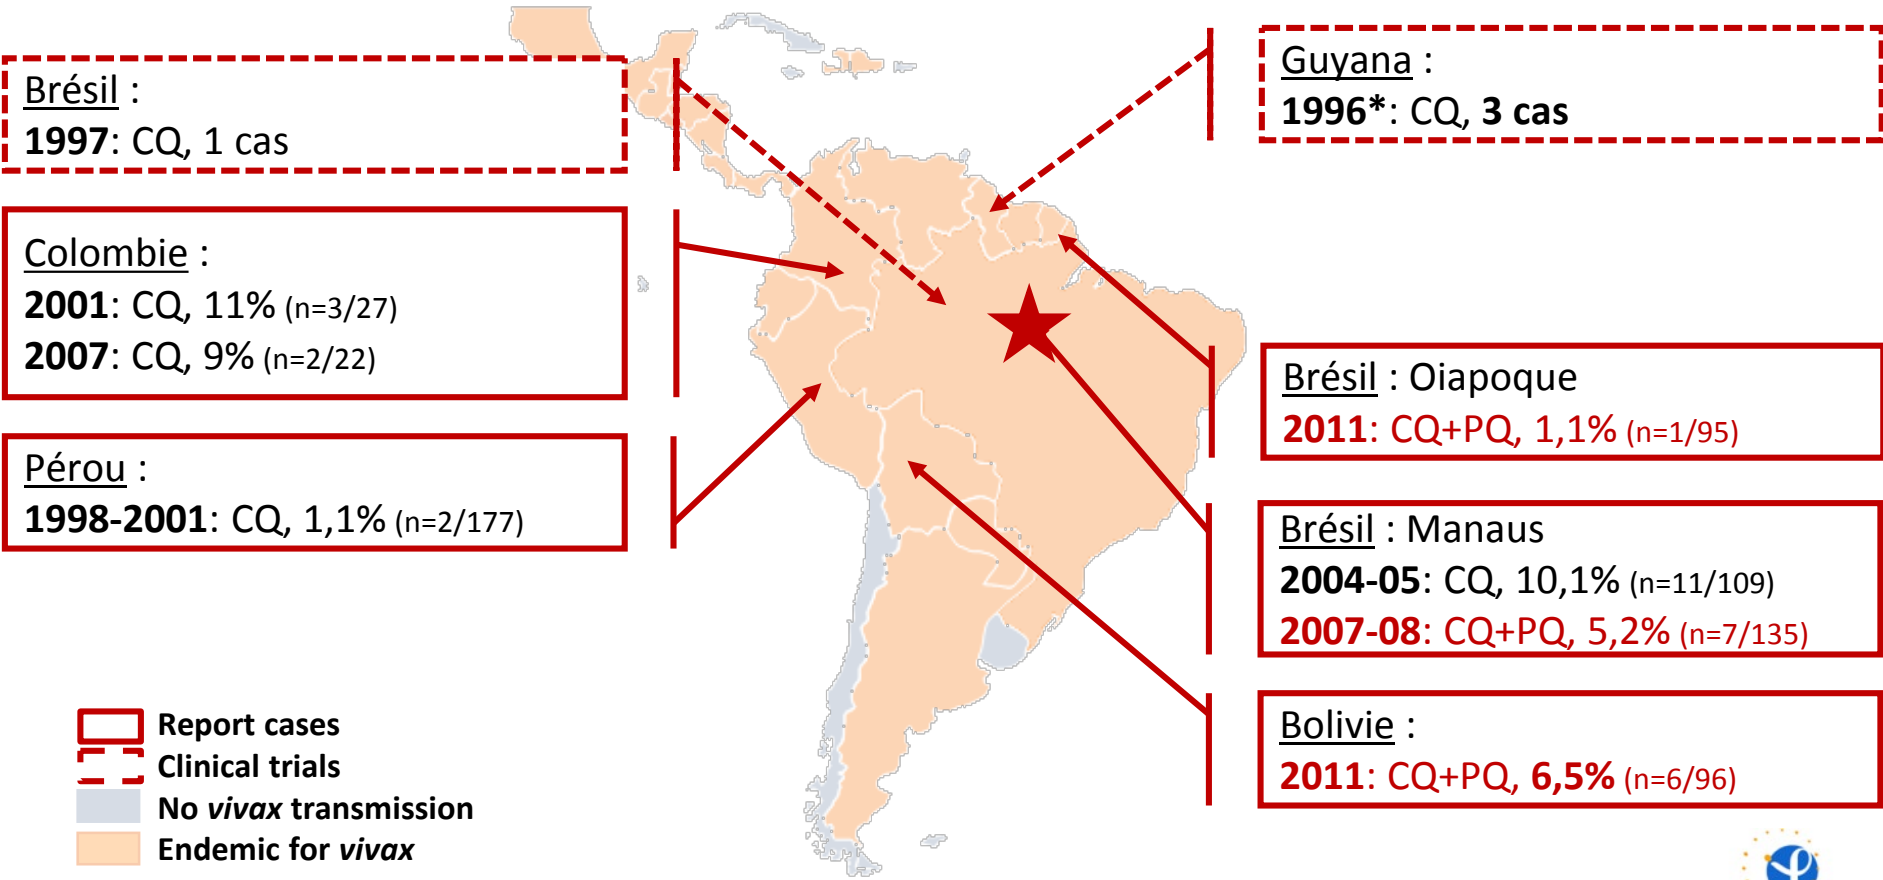 Brésil :
1997: CQ, 1 cas
Colombie :
2001: CQ, 11% (n=3/27)
2007: CQ, 9% (n=2/22)
Pérou :
1998-2001: CQ, 1,1% (n=2/177)
Guyana :
1996*: CQ, 3 cas
Brésil : Oiapoque
2011: CQ+PQ, 1,1% (n=1/95)
Brésil : Manaus
2004-05: CQ, 10,1% (n=11/109)
2007-08: CQ+PQ, 5,2% (n=7/135)
Bolivie :
2011: CQ+PQ, 6,5% (n=6/96)
Report cases
Clinical trials
No vivax transmission
Endemic for vivax